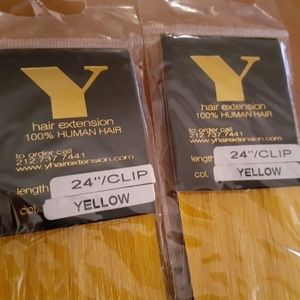 Y
hair extension
100% HUMAN HAIR
to order call
212.737.7441
www.yhairextension.com
length 24"/CLIP
col. YELLOW
Y
hair extension
100% HUMAN HAIR
to order call
212.737.7441
www.yhairextension.com
length 24"/CLIP
col. YELLOW